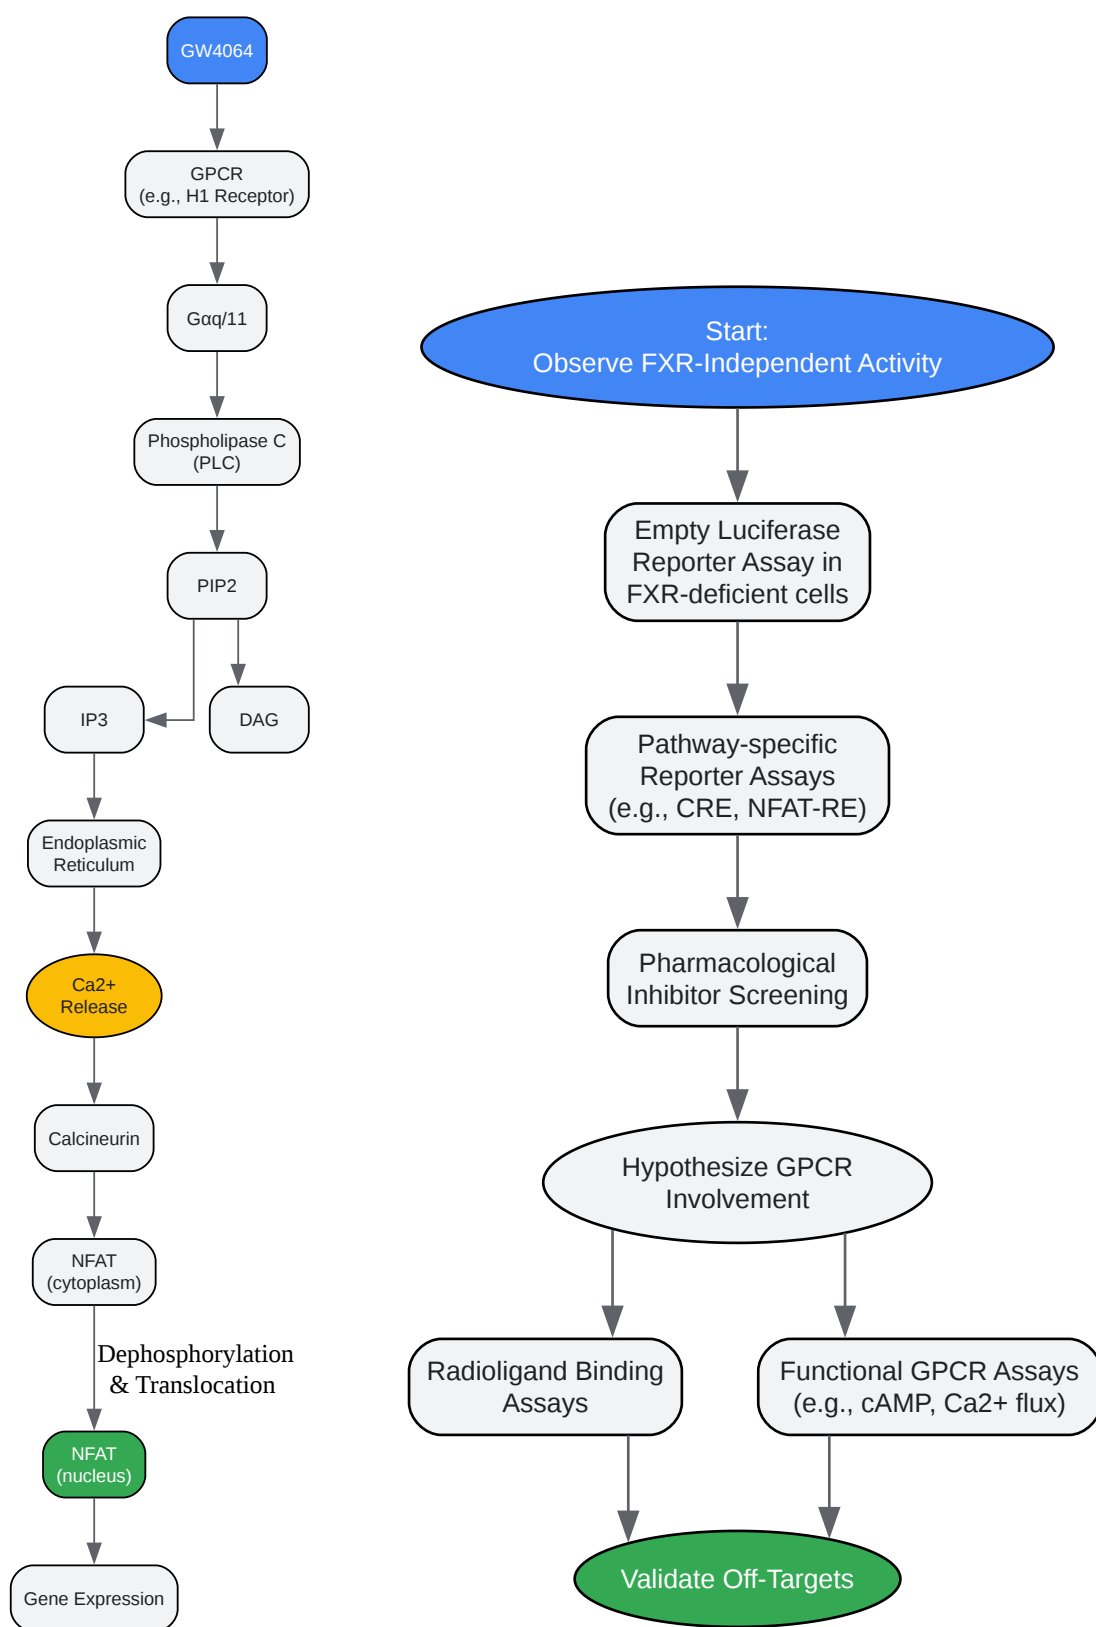 GW4064
GPCR
(e.g., H1 Receptor)
Gαq/11
Phospholipase C
(PLC)
PIP2
IP3
DAG
Endoplasmic
Reticulum
Ca2+
Release
Calcineurin
NFAT
(cytoplasm)
Dephosphorylation
& Translocation
NFAT
(nucleus)
Gene Expression
Start:
Observe FXR-Independent Activity
Empty Luciferase
Reporter Assay in
FXR-deficient cells
Pathway-specific
Reporter Assays
(e.g., CRE, NFAT-RE)
Pharmacological
Inhibitor Screening
Hypothesize GPCR
Involvement
Radioligand Binding
Assays
Functional GPCR Assays
(e.g., cAMP, Ca2+ flux)
Validate Off-Targets